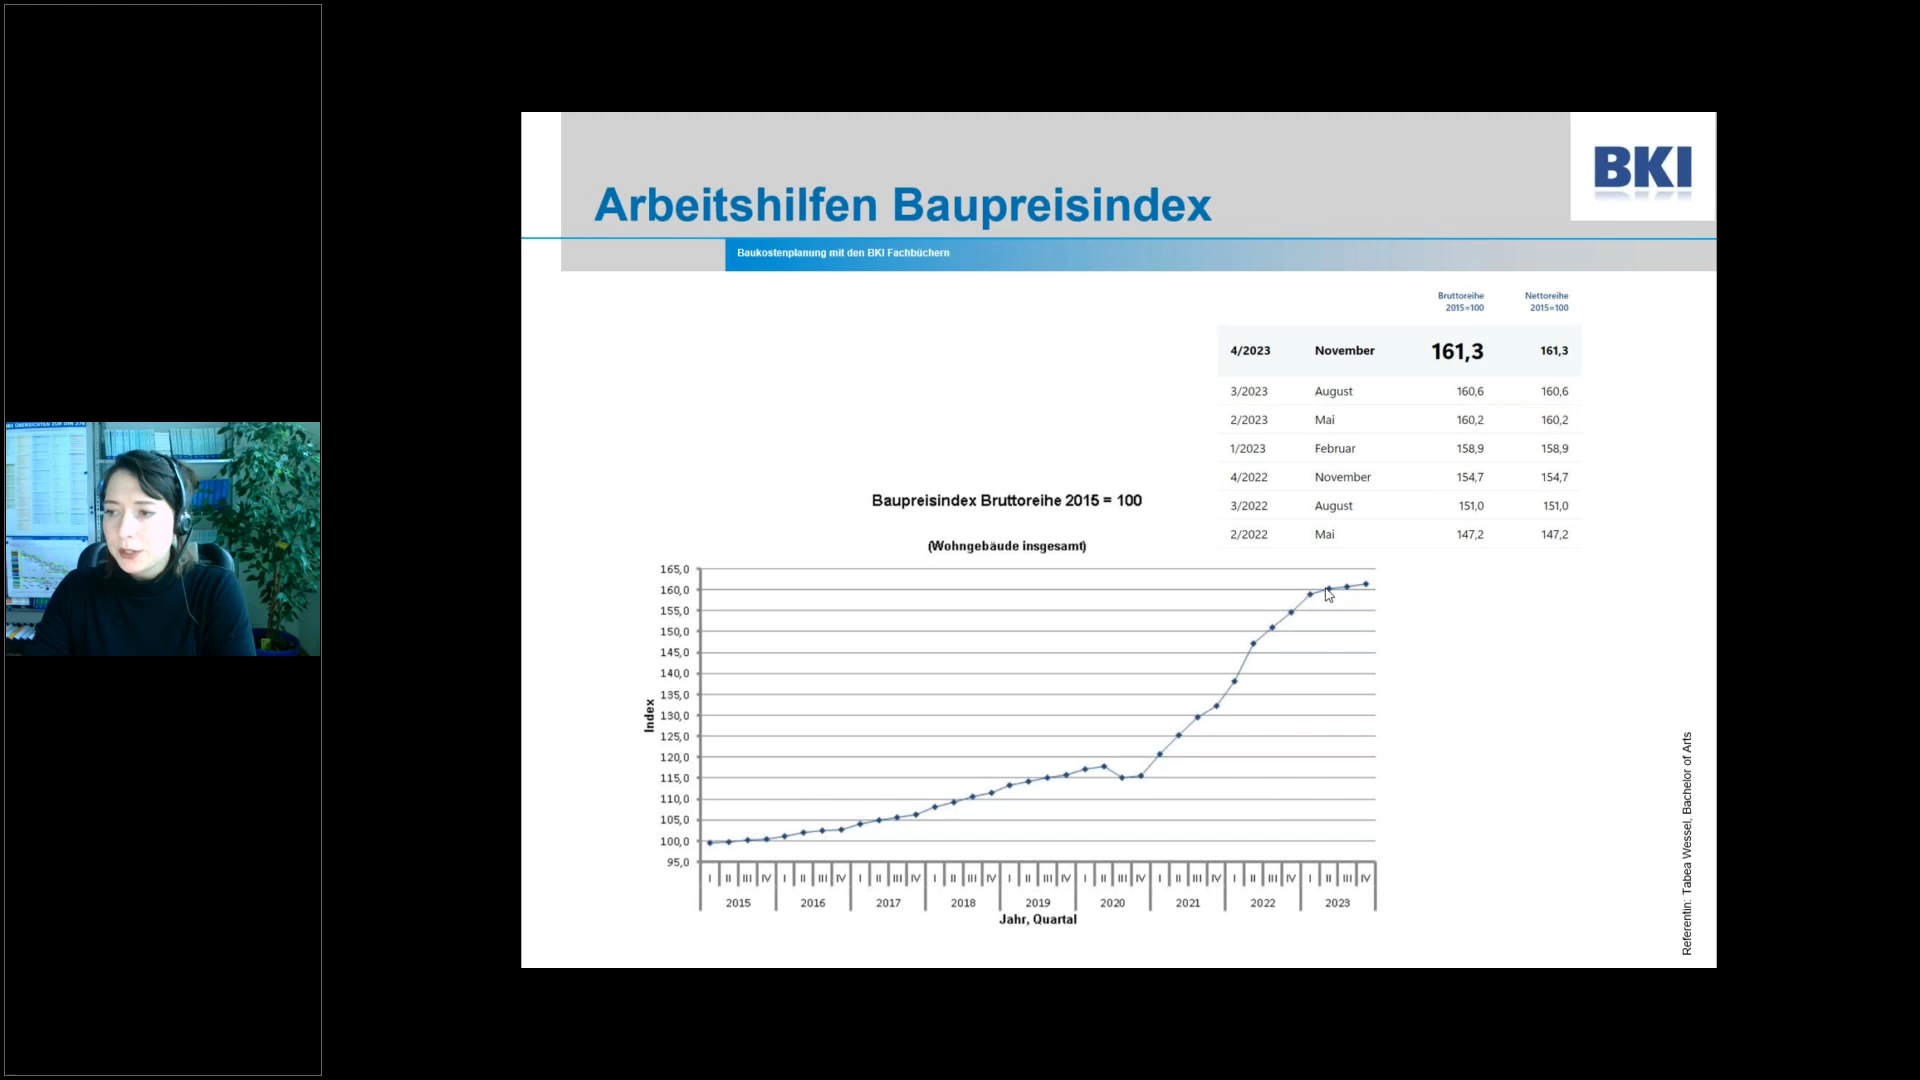 BKI ÜBERSICHTEN ZUR DIN 276
BKI
Arbeitshilfen Baupreisindex
Baukostenplanung mit den BKI Fachbüchern
Bruttoreihe Nettoreihe
2015=100 2015=100
4/2023 November 161,3 161,3
3/2023 August 160,6 160,6
2/2023 Mai 160,2 160,2
1/2023 Februar 158,9 158,9
4/2022 November 154,7 154,7
3/2022 August 151,0 151,0
2/2022 Mai 147,2 147,2
Baupreisindex Bruttoreihe 2015 = 100
(Wohngebäude insgesamt)
165,0
160,0
155,0
150,0
145,0
140,0
135,0
130,0
125,0
120,0
115,0
110,0
105,0
100,0
95,0
Index
I II III IV I II III IV I II III IV I II III IV I II III IV I II III IV I II III IV I II III IV I II III IV
2015 2016 2017 2018 2019 2020 2021 2022 2023
Jahr, Quartal
Referentin: Tabea Wessel, Bachelor of Arts